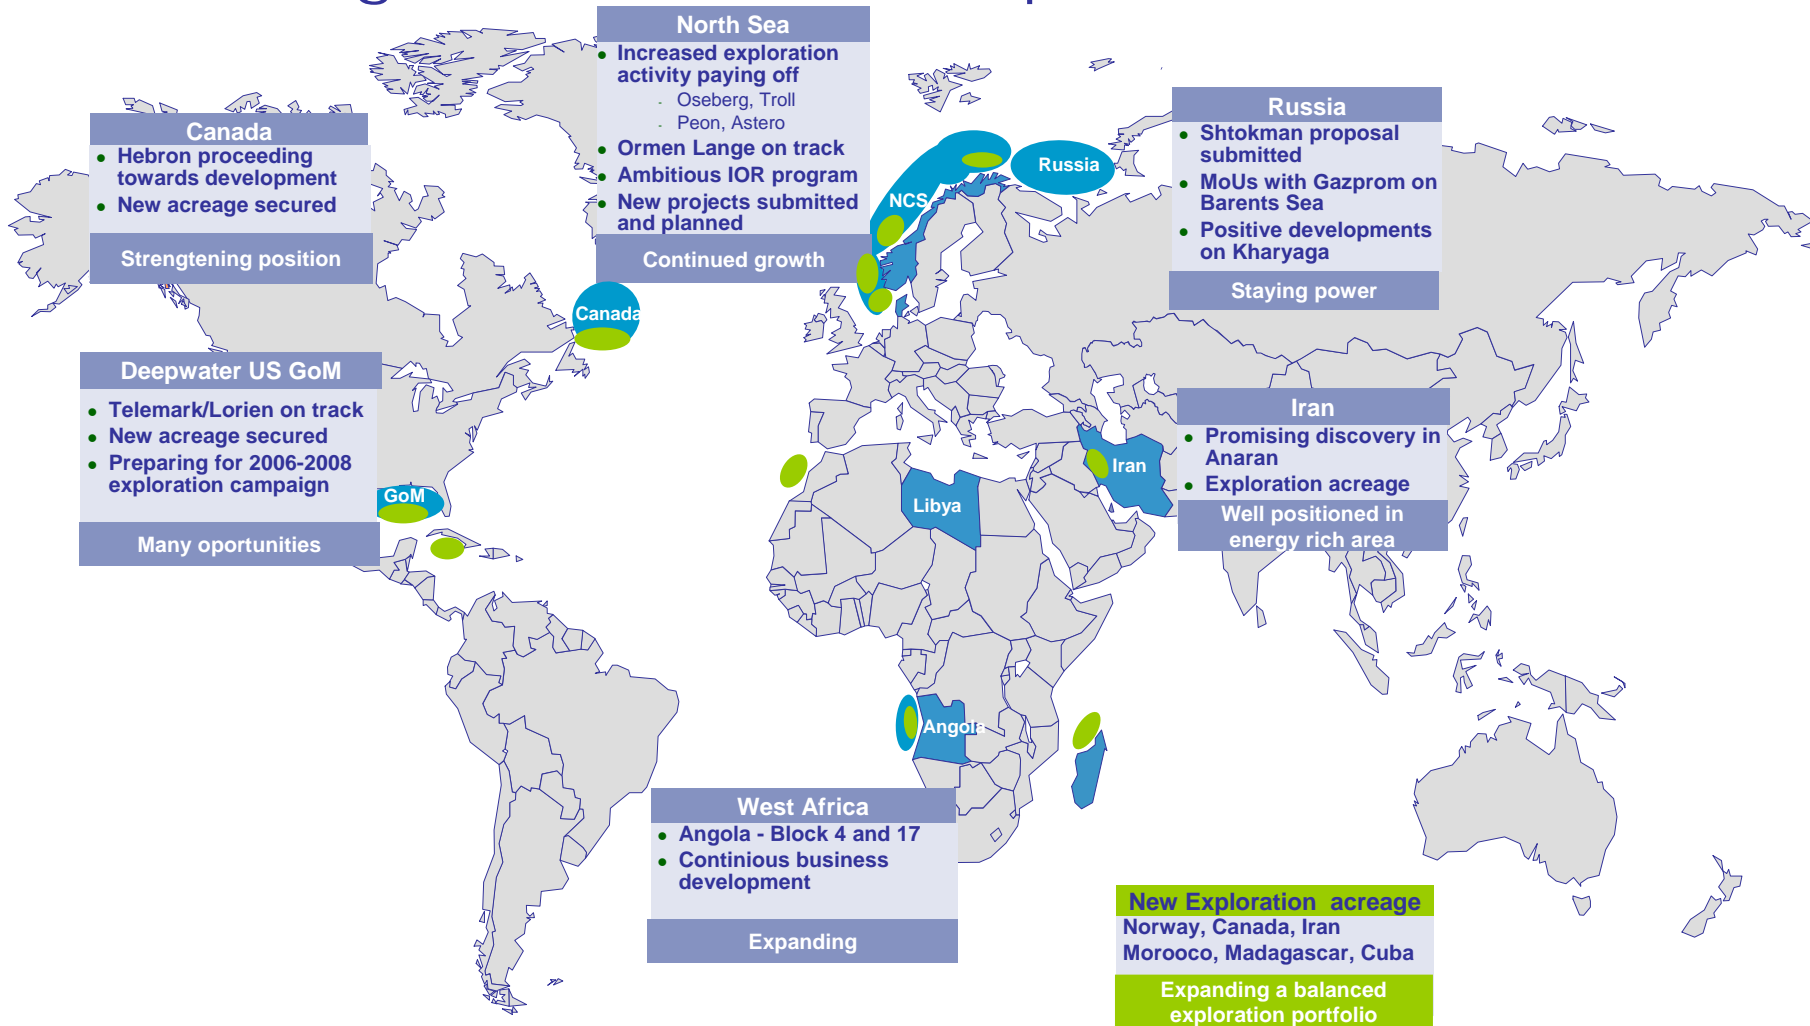 North Sea
• Increased exploration
activity paying off
- Oseberg, Troll
- Peon, Astero
• Ormen Lange on track
• Ambitious IOR program
• New projects submitted
and planned
Continued growth
Canada
• Hebron proceeding
towards development
• New acreage secured
Strengtening position
Russia
• Shtokman proposal
submitted
• MoUs with Gazprom on
Barents Sea
• Positive developments
on Kharyaga
Staying power
Russia
NCS
Canada
Deepwater US GoM
• Telemark/Lorien on track
• New acreage secured
• Preparing for 2006-2008
exploration campaign
Many oportunities
GoM
Iran
• Promising discovery in
Anaran
• Exploration acreage
Well positioned in
energy rich area
Iran
Libya
Angola
West Africa
• Angola - Block 4 and 17
• Continious business
development
Expanding
New Exploration acreage
Norway, Canada, Iran
Morooco, Madagascar, Cuba
Expanding a balanced
exploration portfolio